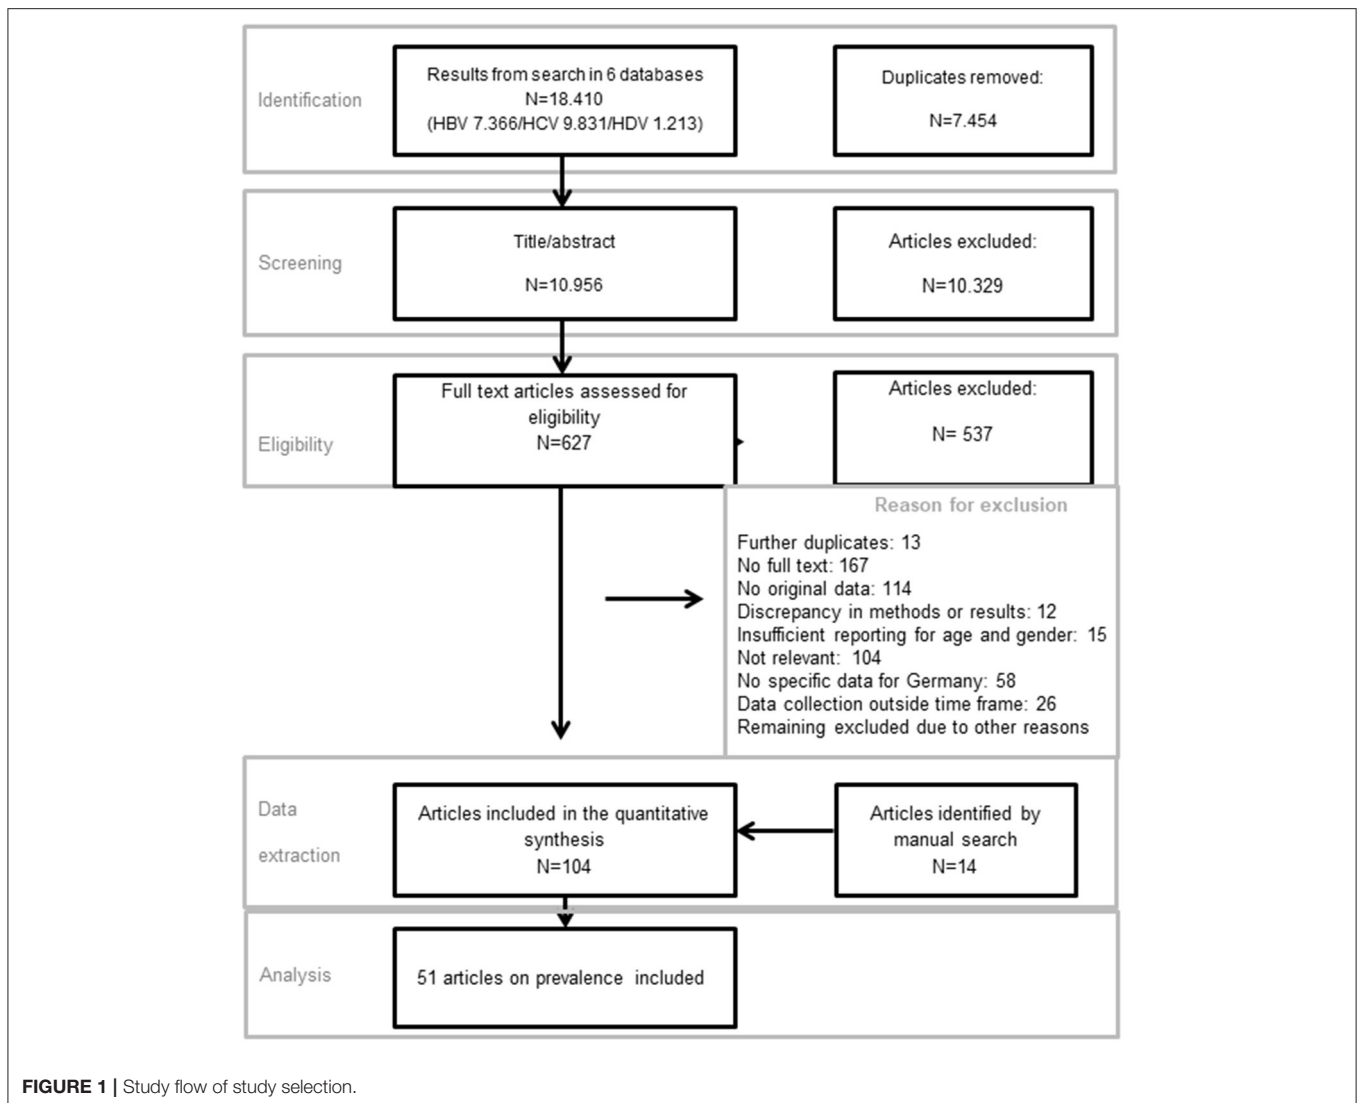 Identification
Results from search in 6 databases
N=18.410
(HBV 7.366/HCV 9.831/HDV 1.213)
Duplicates removed:
N=7.454
Screening
Title/abstract
N=10.956
Articles excluded:
N=10.329
Eligibility
Full text articles assessed for
eligibility
N=627
Articles excluded:
N= 537
Reason for exclusion
Further duplicates: 13
No full text: 167
No original data: 114
Discrepancy in methods or results: 12
Insufficient reporting for age and gender: 15
Not relevant: 104
No specific data for Germany: 58
Data collection outside time frame: 26
Remaining excluded due to other reasons
Data
extraction
Articles included in the quantitative
synthesis
N=104
Articles identified by
manual search
N=14
Analysis
51 articles on prevalence included
FIGURE 1 | Study flow of study selection.